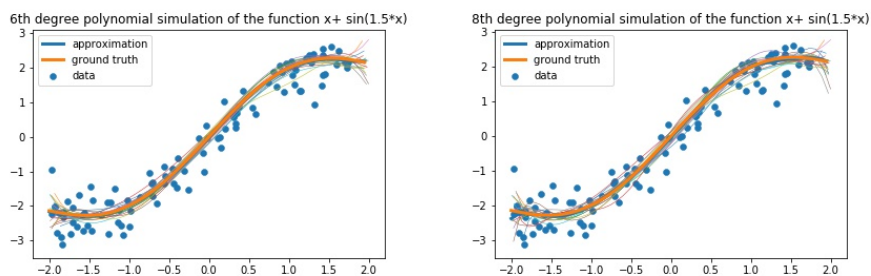 6th degree polynomial simulation of the function x+ sin(1.5*x)
3
2
1
0
−1
−2
−3
approximation
ground truth
data
−2.0 −1.5 −1.0 −0.5 0.0 0.5 1.0 1.5 2.0
8th degree polynomial simulation of the function x+ sin(1.5*x)
3
2
1
0
−1
−2
−3
approximation
ground truth
data
−2.0 −1.5 −1.0 −0.5 0.0 0.5 1.0 1.5 2.0